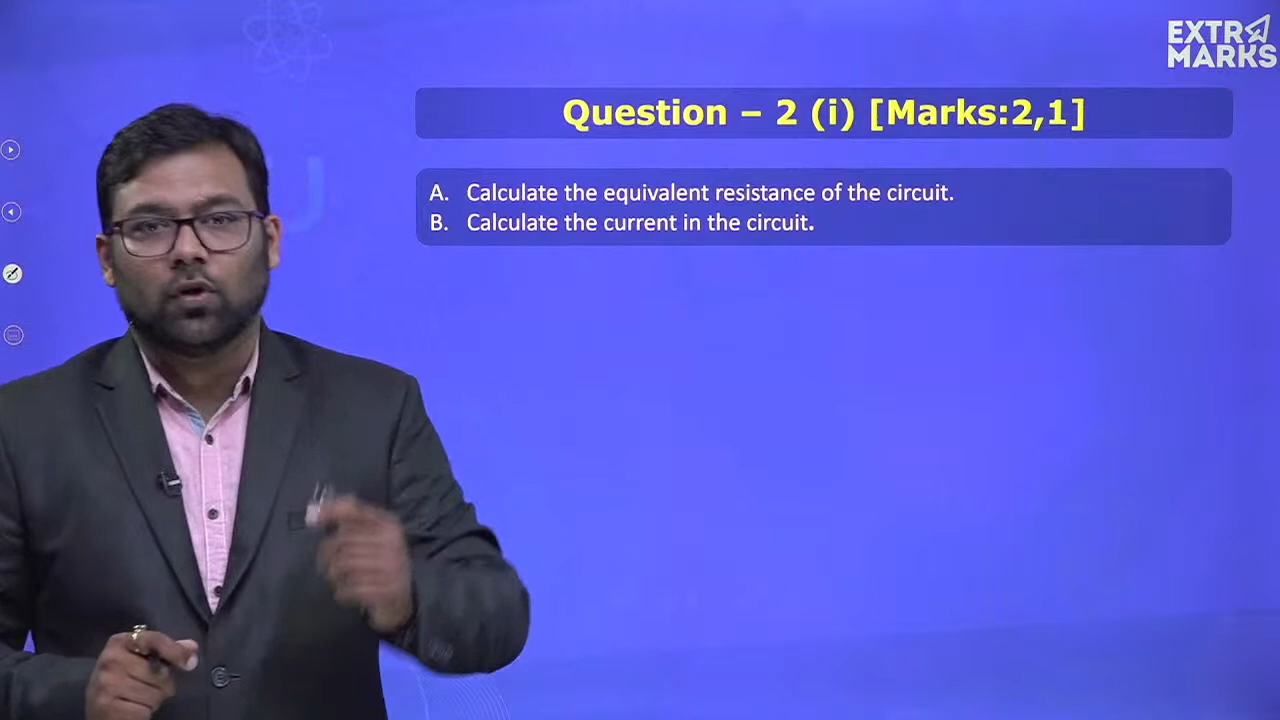 EXTRA
MARKS
Question – 2 (i) [Marks:2,1]
A. Calculate the equivalent resistance of the circuit.
B. Calculate the current in the circuit.